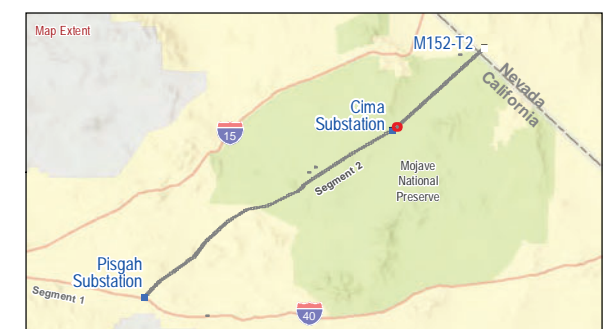 Map Extent
M152-T2
Nevada
California
Cima
Substation
15
Mojave
National
Preserve
Segment 2
Pisgah
Substation
Segment 1
40